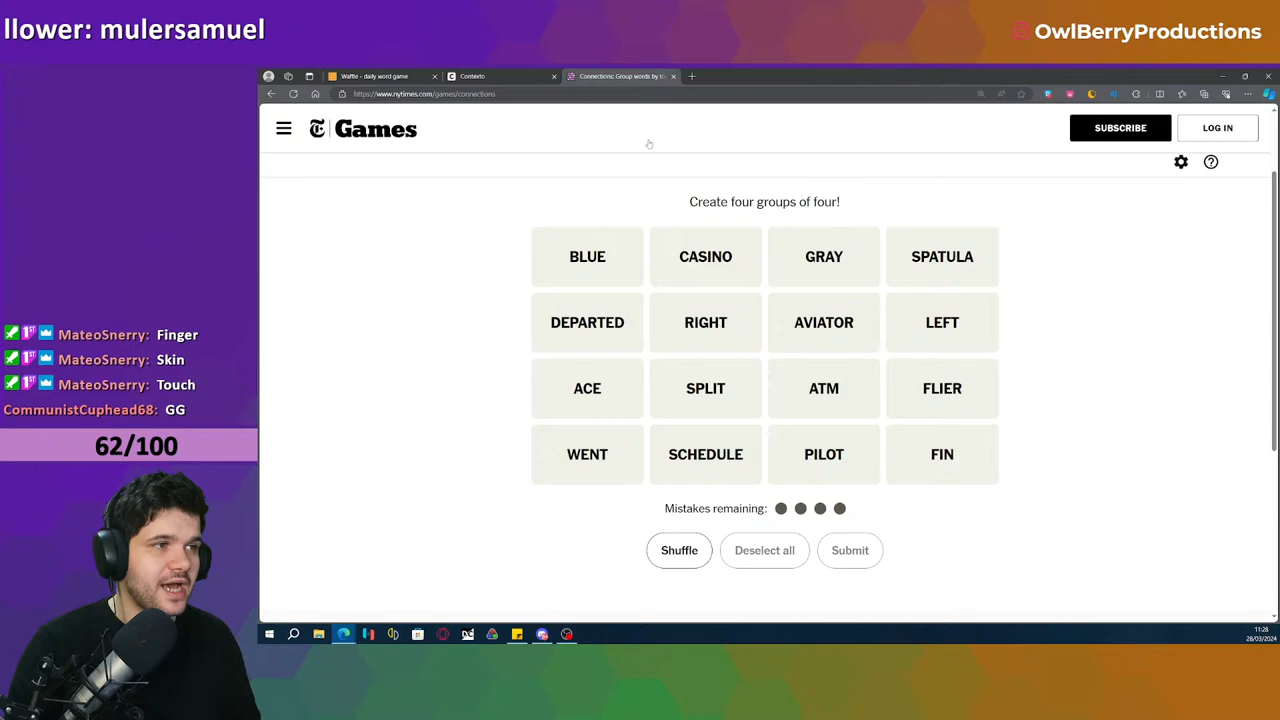 llower: mulersamuel
OwlBerryProductions
Waffle - daily word game
Contexto
Connections: Group words by to
https://www.nytimes.com/games/connections
Games
SUBSCRIBE
LOG IN
Create four groups of four!
BLUE CASINO GRAY SPATULA
DEPARTED RIGHT AVIATOR LEFT
ACE SPLIT ATM FLIER
WENT SCHEDULE PILOT FIN
Mistakes remaining:
Shuffle Deselect all Submit
MateoSnerry: Finger
MateoSnerry: Skin
MateoSnerry: Touch
CommunistCuphead68: GG
62/100
11:28
28/03/2024